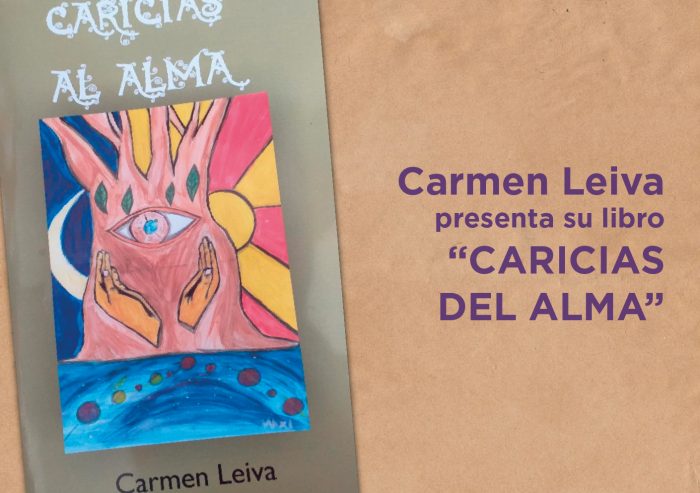 CARICIAS
AL ALMA
Carmen Leiva
Carmen Leiva
presenta su libro
“CARICIAS
DEL ALMA”